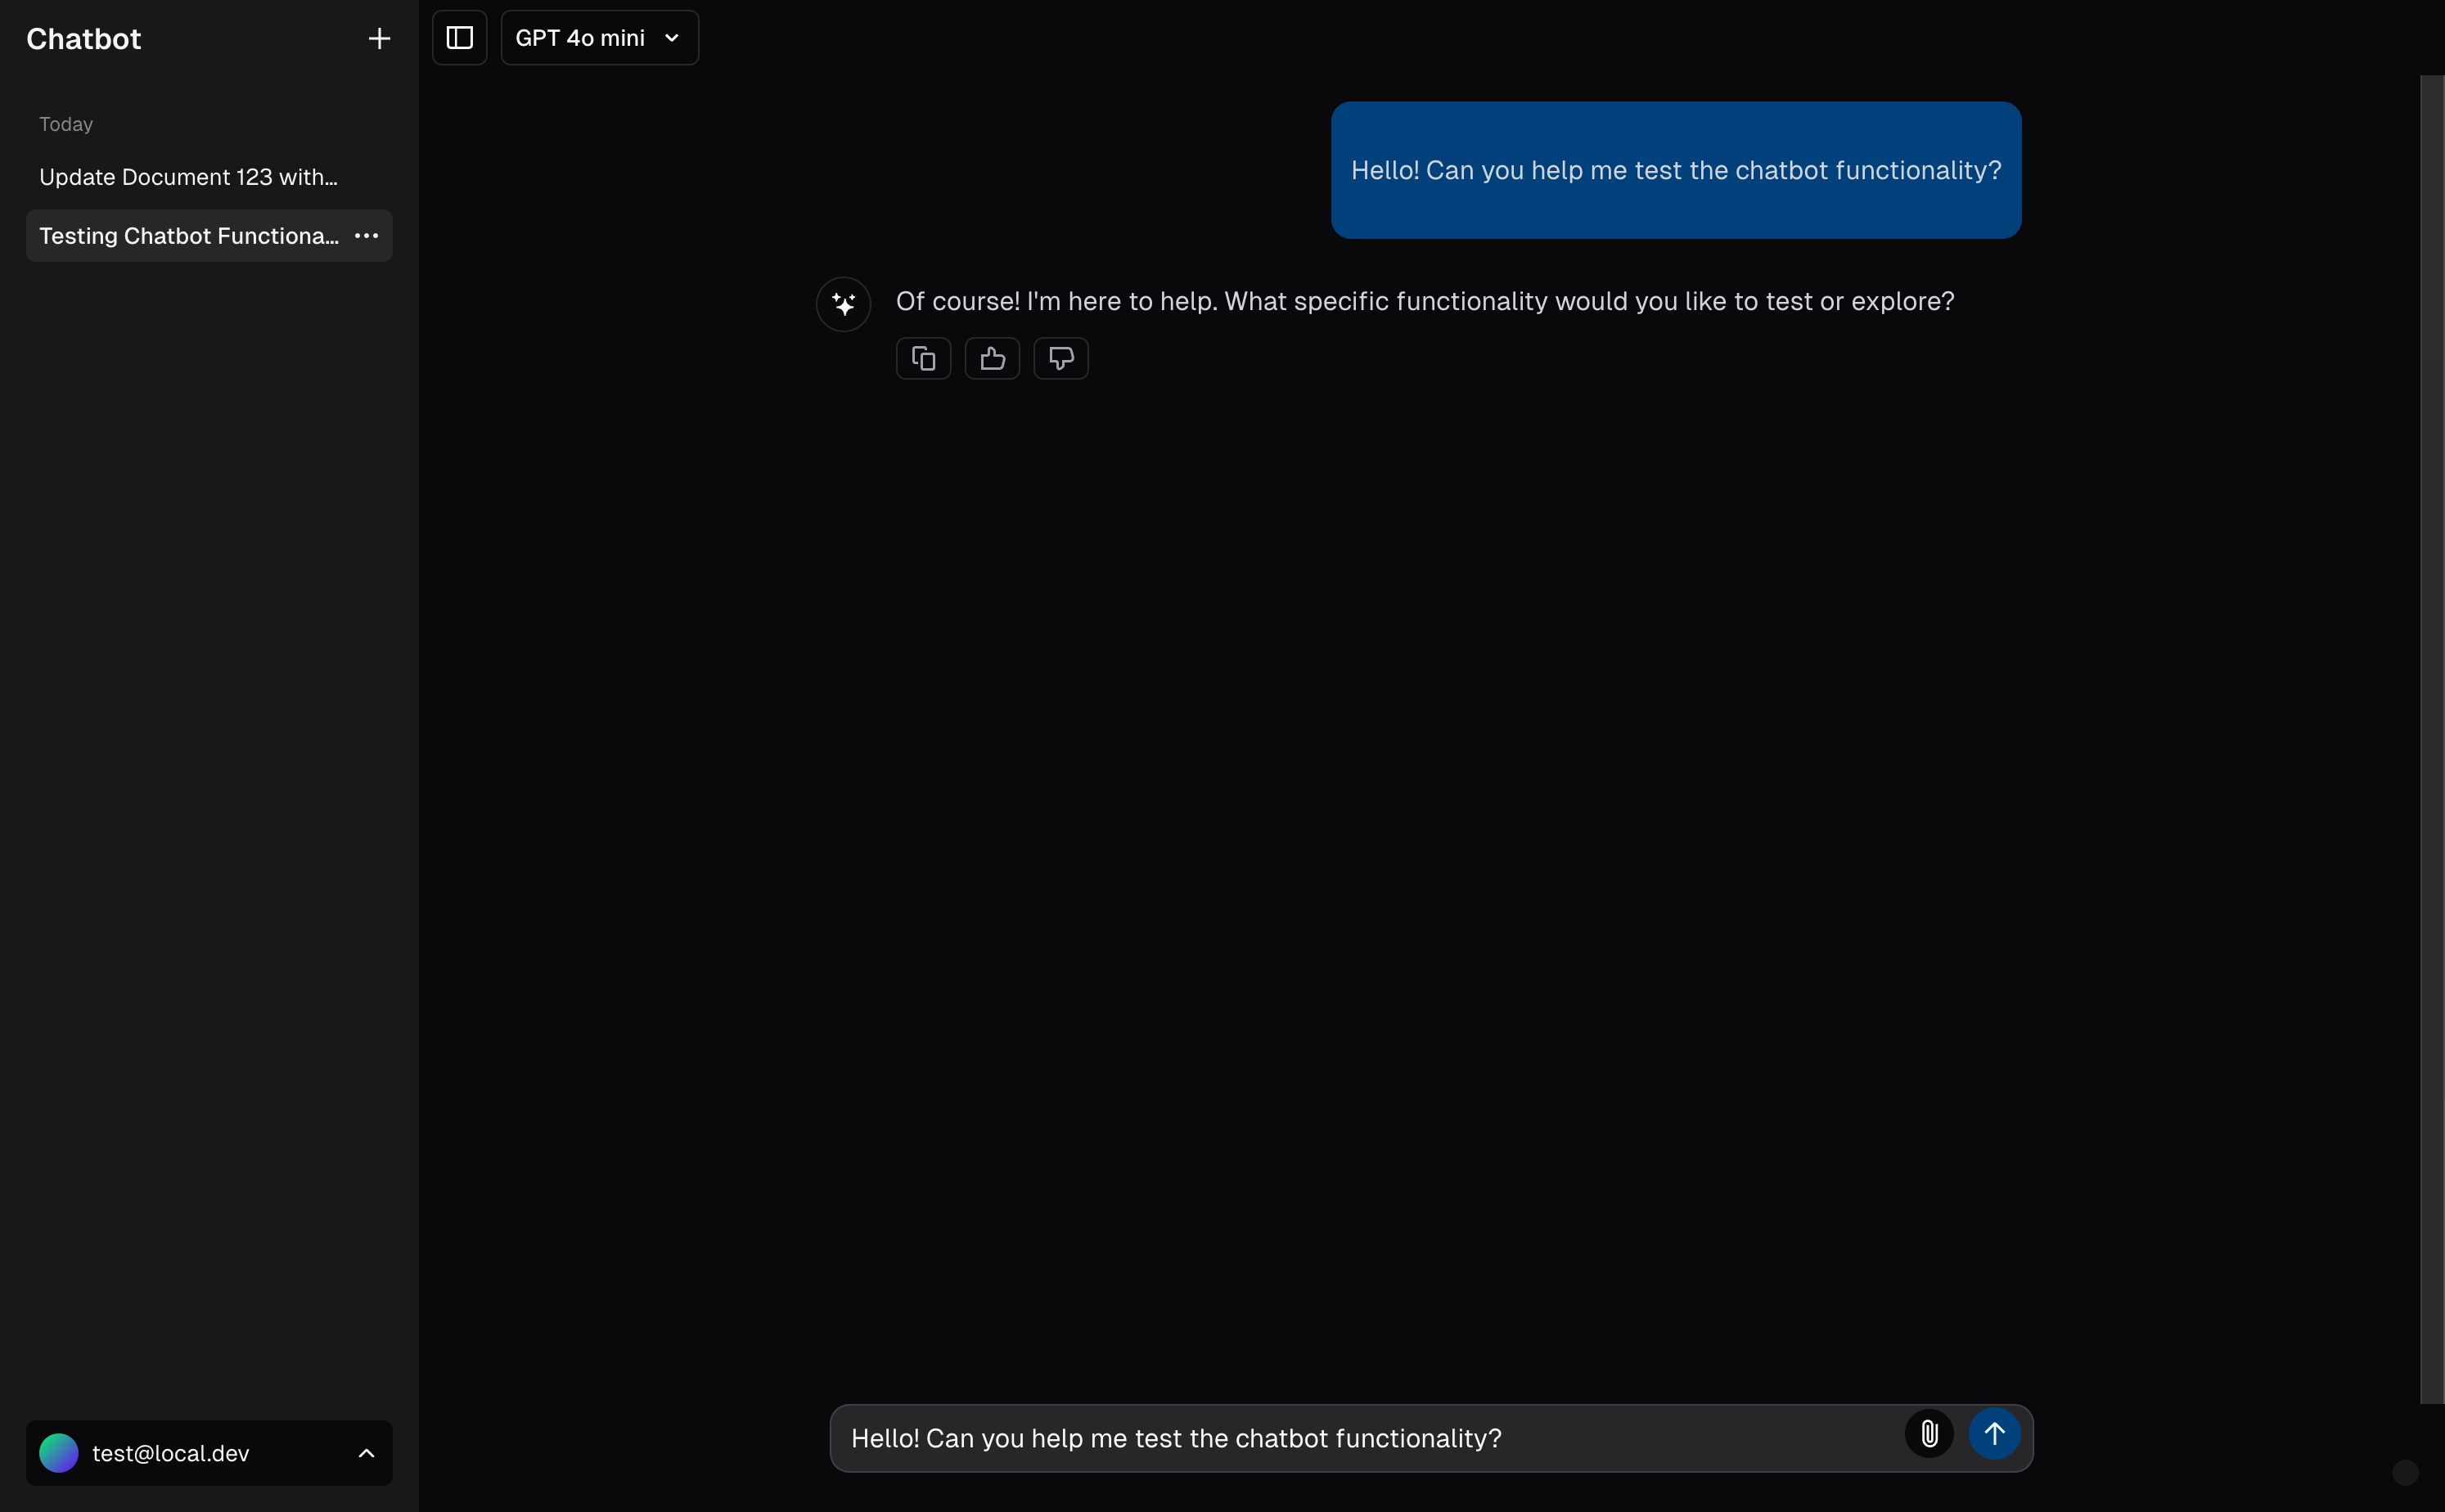 Chatbot
GPT 4o mini
Today
Update Document 123 with...
Testing Chatbot Functiona...
Hello! Can you help me test the chatbot functionality?
Of course! I'm here to help. What specific functionality would you like to test or explore?
Hello! Can you help me test the chatbot functionality?
test@local.dev